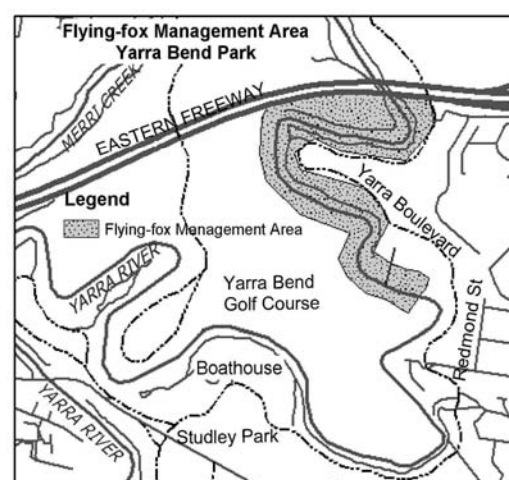 Flying-fox Management Area
Yarra Bend Park
MERRI CREEK
EASTERN FREEWAY
Legend
Flying-fox Management Area
Yarra Boulevard
YARRA RIVER
Yarra Bend
Golf Course
Redmond St
Boathouse
Studley Park
YARRA RIVER